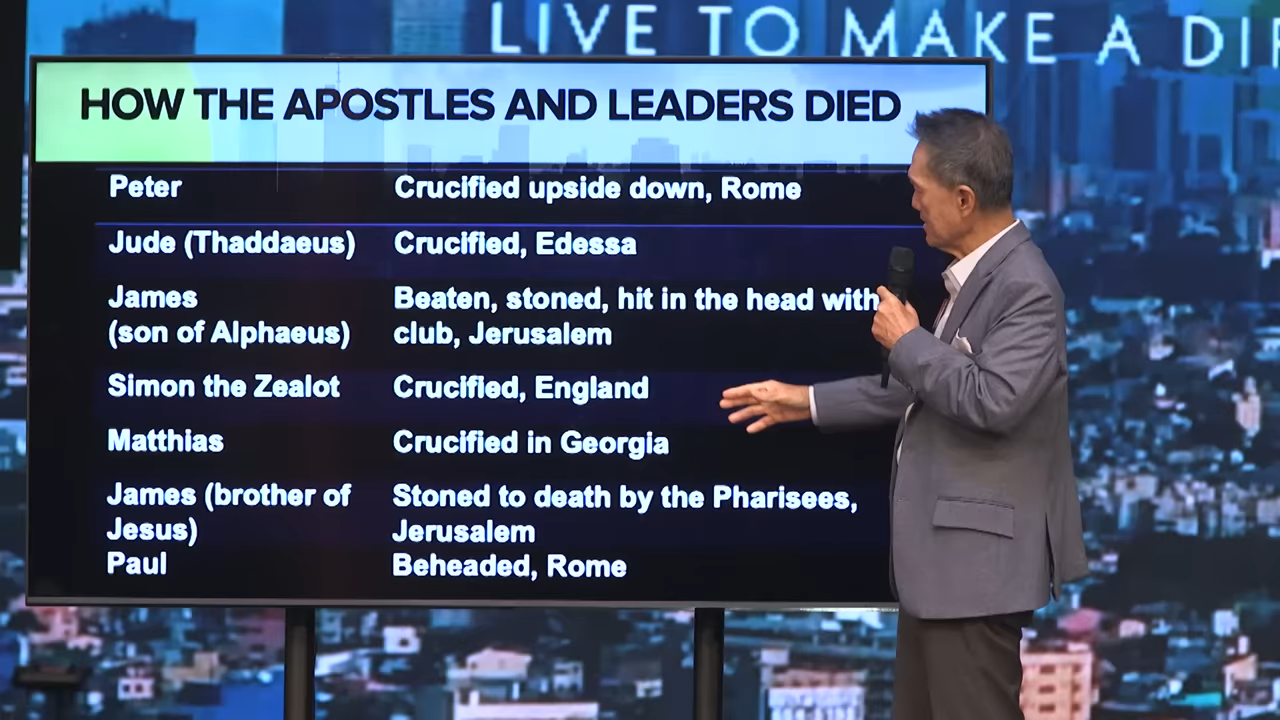 LIVE TO MAKE A
HOW THE APOSTLES AND LEADERS DIED
Peter Crucified upside down, Rome
Jude (Thaddaeus) Crucified, Edessa
James Beaten, stoned, hit in the head with
(son of Alphaeus) club, Jerusalem
Simon the Zealot Crucified, England
Matthias Crucified in Georgia
James (brother of Stoned to death by the Pharisees,
Jesus) Jerusalem
Paul Beheaded, Rome